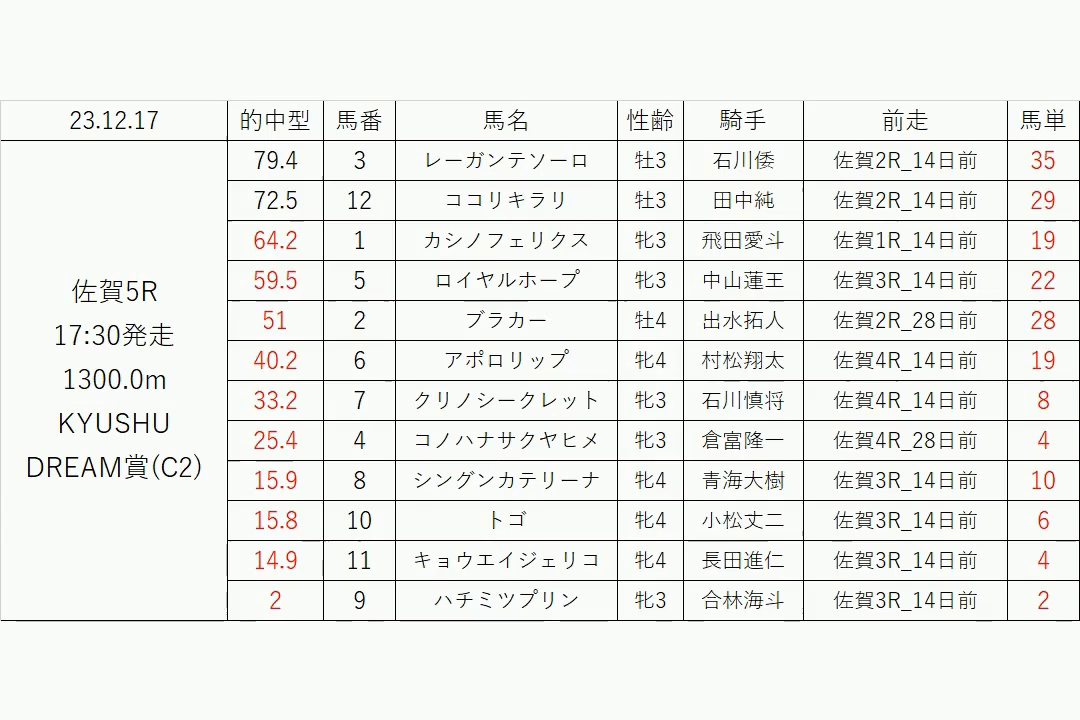 23.12.17 的中型 馬番 馬名 性齢 騎手 前走 馬単
佐賀5R
17:30発走
1300.0m
KYUSHU
DREAM賞(C2)
79.4 3 レーガンテソーロ 牡3 石川倭 佐賀2R_14日前 35
72.5 12 ココリキラリ 牡3 田中純 佐賀2R_14日前 29
64.2 1 カシノフェリクス 牝3 飛田愛斗 佐賀1R_14日前 19
59.5 5 ロイヤルホープ 牝3 中山蓮王 佐賀3R_14日前 22
51 2 ブラカー 牡4 出水拓人 佐賀2R_28日前 28
40.2 6 アポロリップ 牝4 村松翔太 佐賀4R_14日前 19
33.2 7 クリノシークレット 牝3 石川慎将 佐賀4R_14日前 8
25.4 4 コノハナサクヤヒメ 牝3 倉富隆一 佐賀4R_28日前 4
15.9 8 シングンカテリーナ 牝4 青海大樹 佐賀3R_14日前 10
15.8 10 トゴ 牝4 小松丈二 佐賀3R_14日前 6
14.9 11 キョウエイジェリコ 牝4 長田進仁 佐賀3R_14日前 4
2 9 ハチミツプリン 牝3 合林海斗 佐賀3R_14日前 2